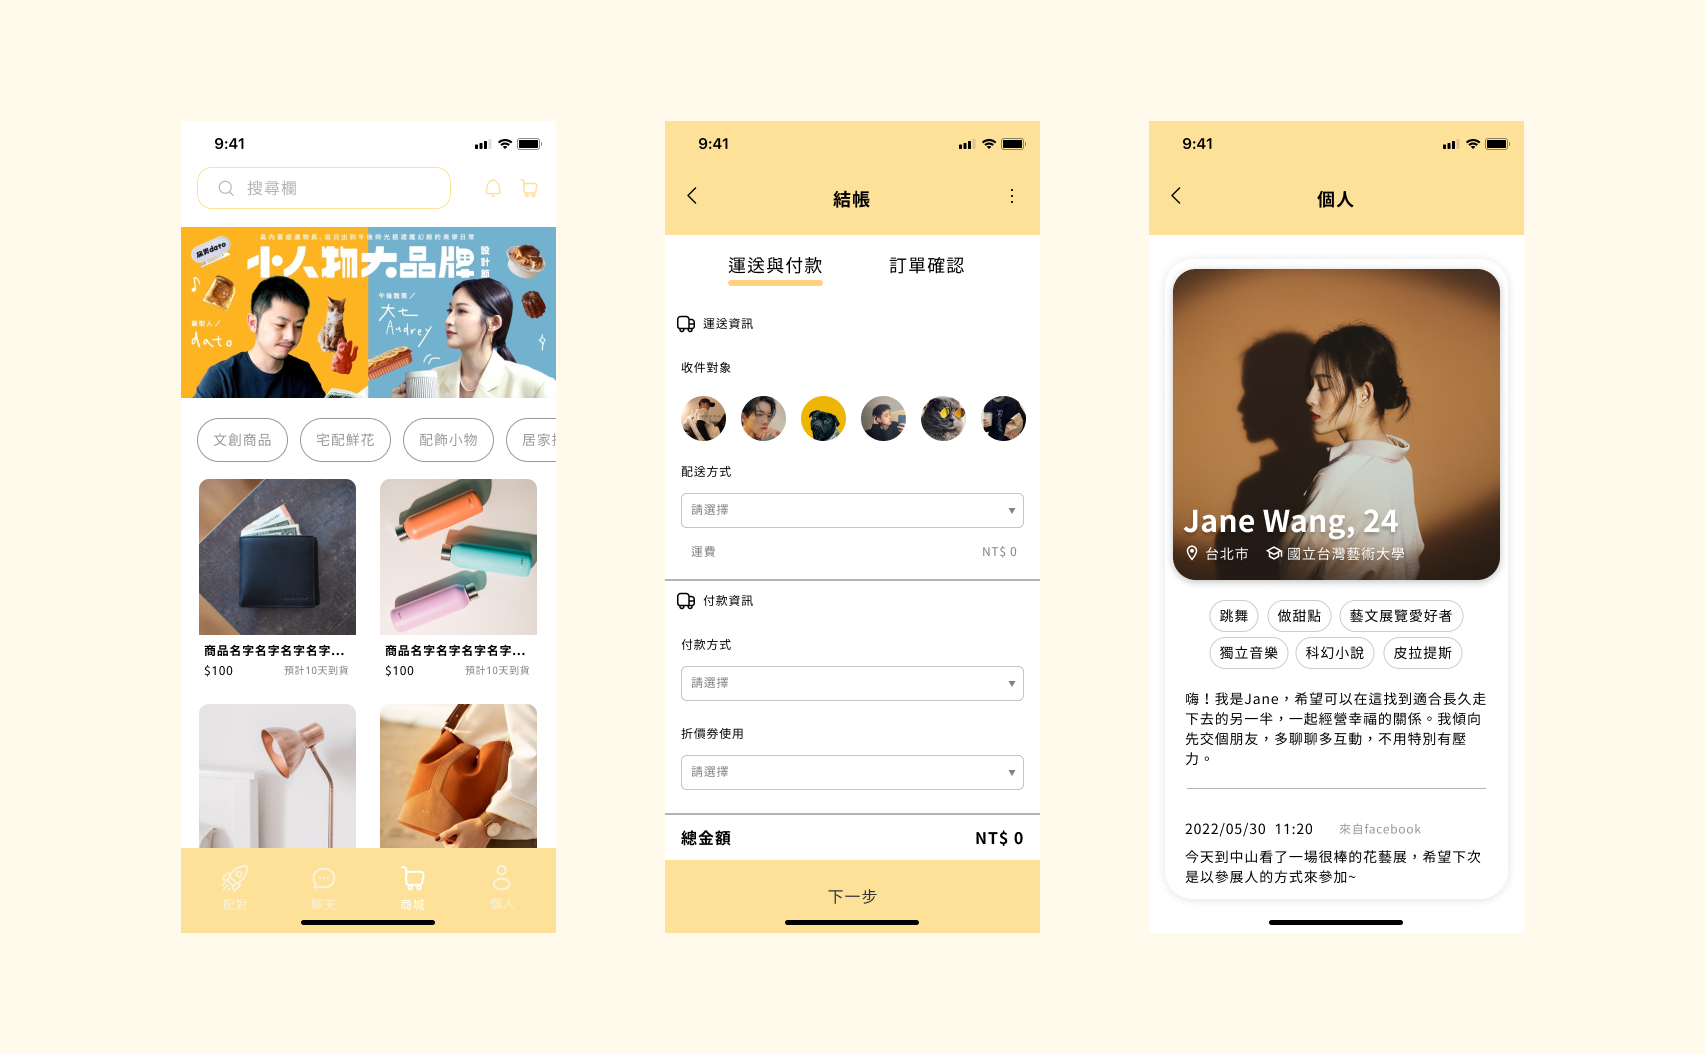 9:41
搜尋欄
小人物大品牌
設計節
dato
午後散策
大七
Audrey
文創商品
宅配鮮花
配飾小物
居家
商品名字名字名字名字...
$100
預計10天到貨
商品名字名字名字名字...
$100
預計10天到貨
配對
聊天
商城
個人
9:41
結帳
運送與付款
訂單確認
運送資訊
收件對象
配送方式
請選擇
運費
NT$ 0
付款資訊
付款方式
請選擇
折價券使用
請選擇
總金額
NT$ 0
下一步
9:41
個人
Jane Wang, 24
台北市
國立台灣藝術大學
跳舞
做甜點
藝文展覽愛好者
獨立音樂
科幻小說
皮拉提斯
嗨！我是Jane，希望可以在這找到適合長久走
下去的另一半，一起經營幸福的關係。我傾向
先交個朋友，多聊聊多互動，不用特別有壓
力。
2022/05/30 11:20
來自facebook
今天到中山看了一場很棒的花藝展，希望下次
是以參展人的方式來參加~